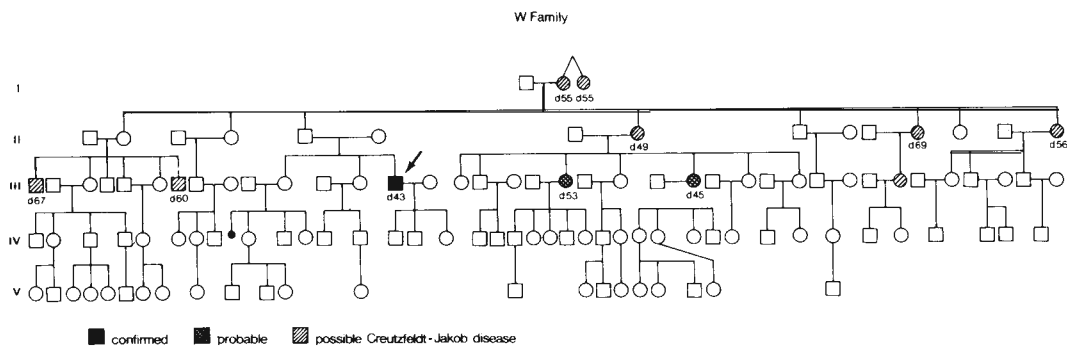 W Family
I
d55 d55
II
d49 d69 d56
III
d67 d60 d43 d53 d45
IV
V
confirmed probable possible Creutzfeldt-Jakob disease